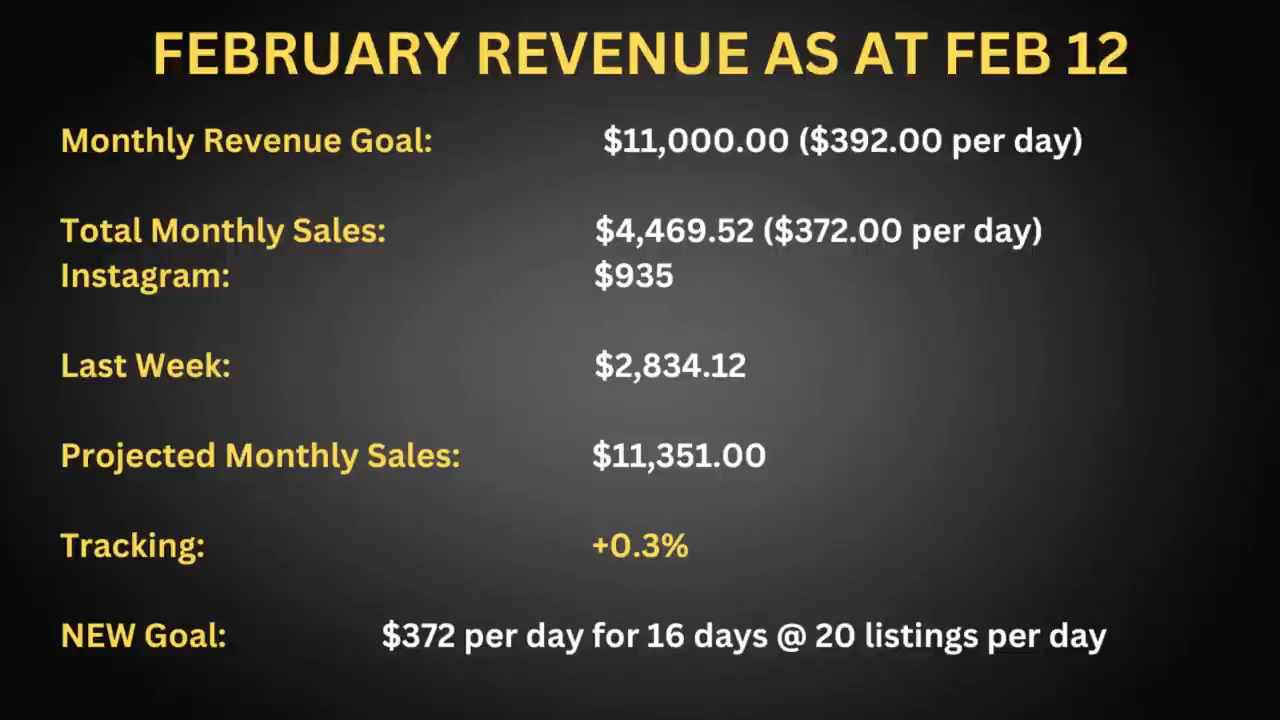 FEBRUARY REVENUE AS AT FEB 12
Monthly Revenue Goal: $11,000.00 ($392.00 per day)
Total Monthly Sales: $4,469.52 ($372.00 per day)
Instagram: $935
Last Week: $2,834.12
Projected Monthly Sales: $11,351.00
Tracking: +0.3%
NEW Goal: $372 per day for 16 days @ 20 listings per day